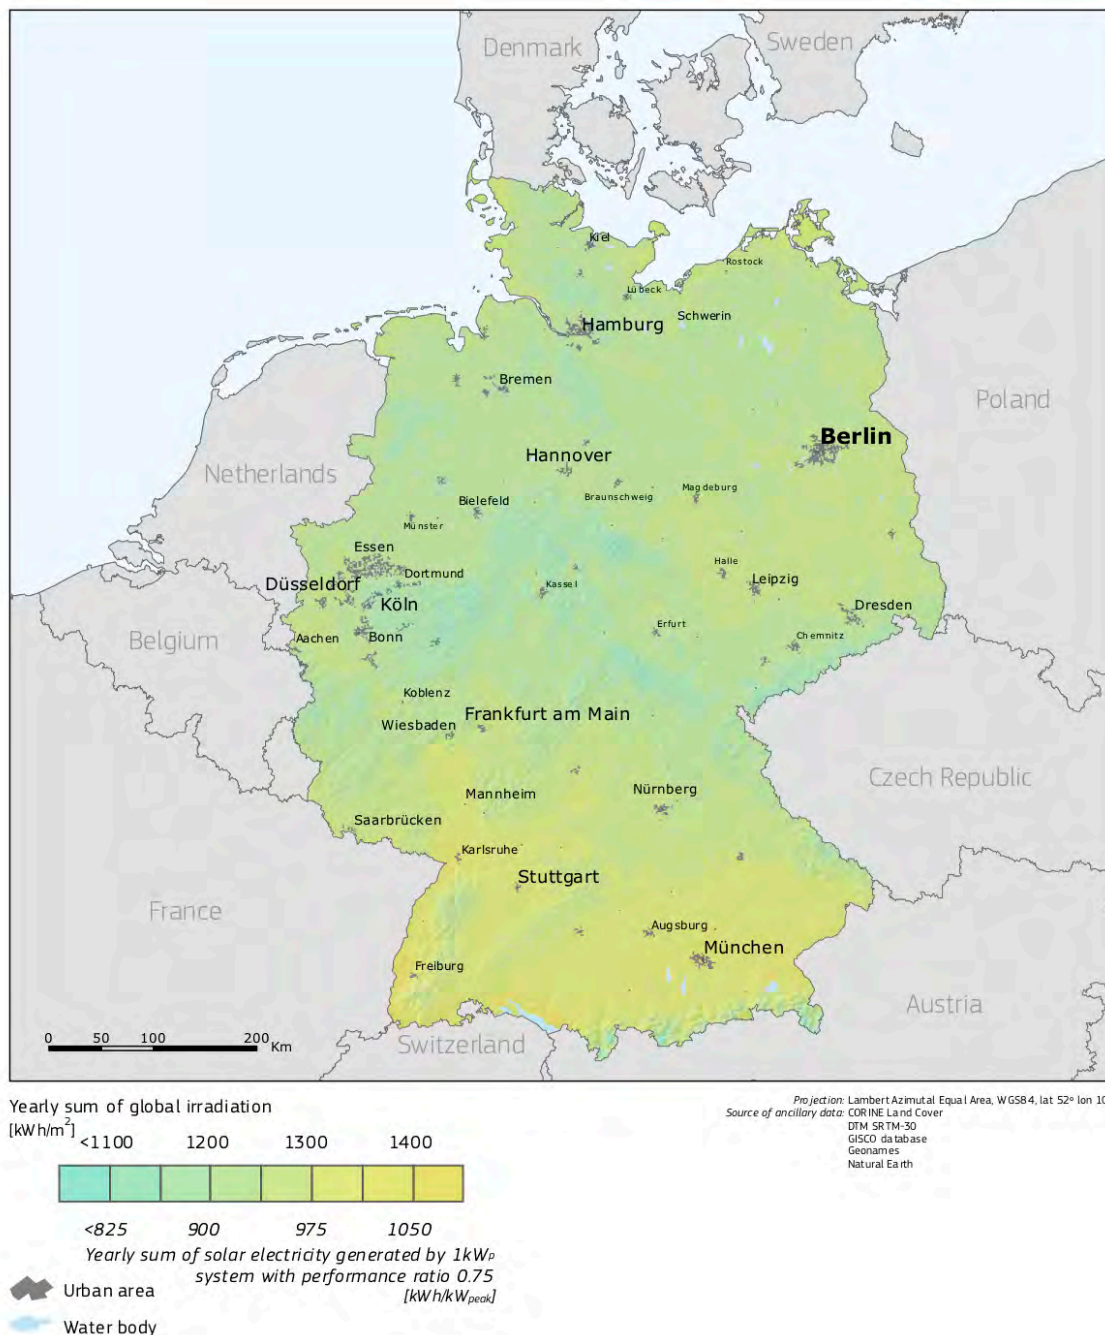 Denmark
Sweden
Kiel
Rostock
Lübeck
Schwerin
Hamburg
Bremen
Poland
Berlin
Hannover
Netherlands
Magdeburg
Braunschweig
Bielefeld
Münster
Essen
Halle
Dortmund
Leipzig
Düsseldorf
Kassel
Köln
Dresden
Erfurt
Aachen
Bonn
Chemnitz
Belgium
Koblenz
Frankfurt am Main
Wiesbaden
Czech Republic
Mannheim
Nürnberg
Saarbrücken
Karlsruhe
Stuttgart
France
Augsburg
München
Freiburg
Austria
Switzerland
0 50 100 200 Km
Projection: Lambert Azimutal Equal Area, WGS84, lat 52º lon 10
Source of ancillary data: CORINE Land Cover
DTM SRTM-30
GISCO database
Geonames
Natural Earth
Yearly sum of global irradiation
[kWh/m²]
<1100 1200 1300 1400
<825 900 975 1050
Yearly sum of solar electricity generated by 1kWp
system with performance ratio 0.75
[kWh/kWpeak]
Urban area
Water body